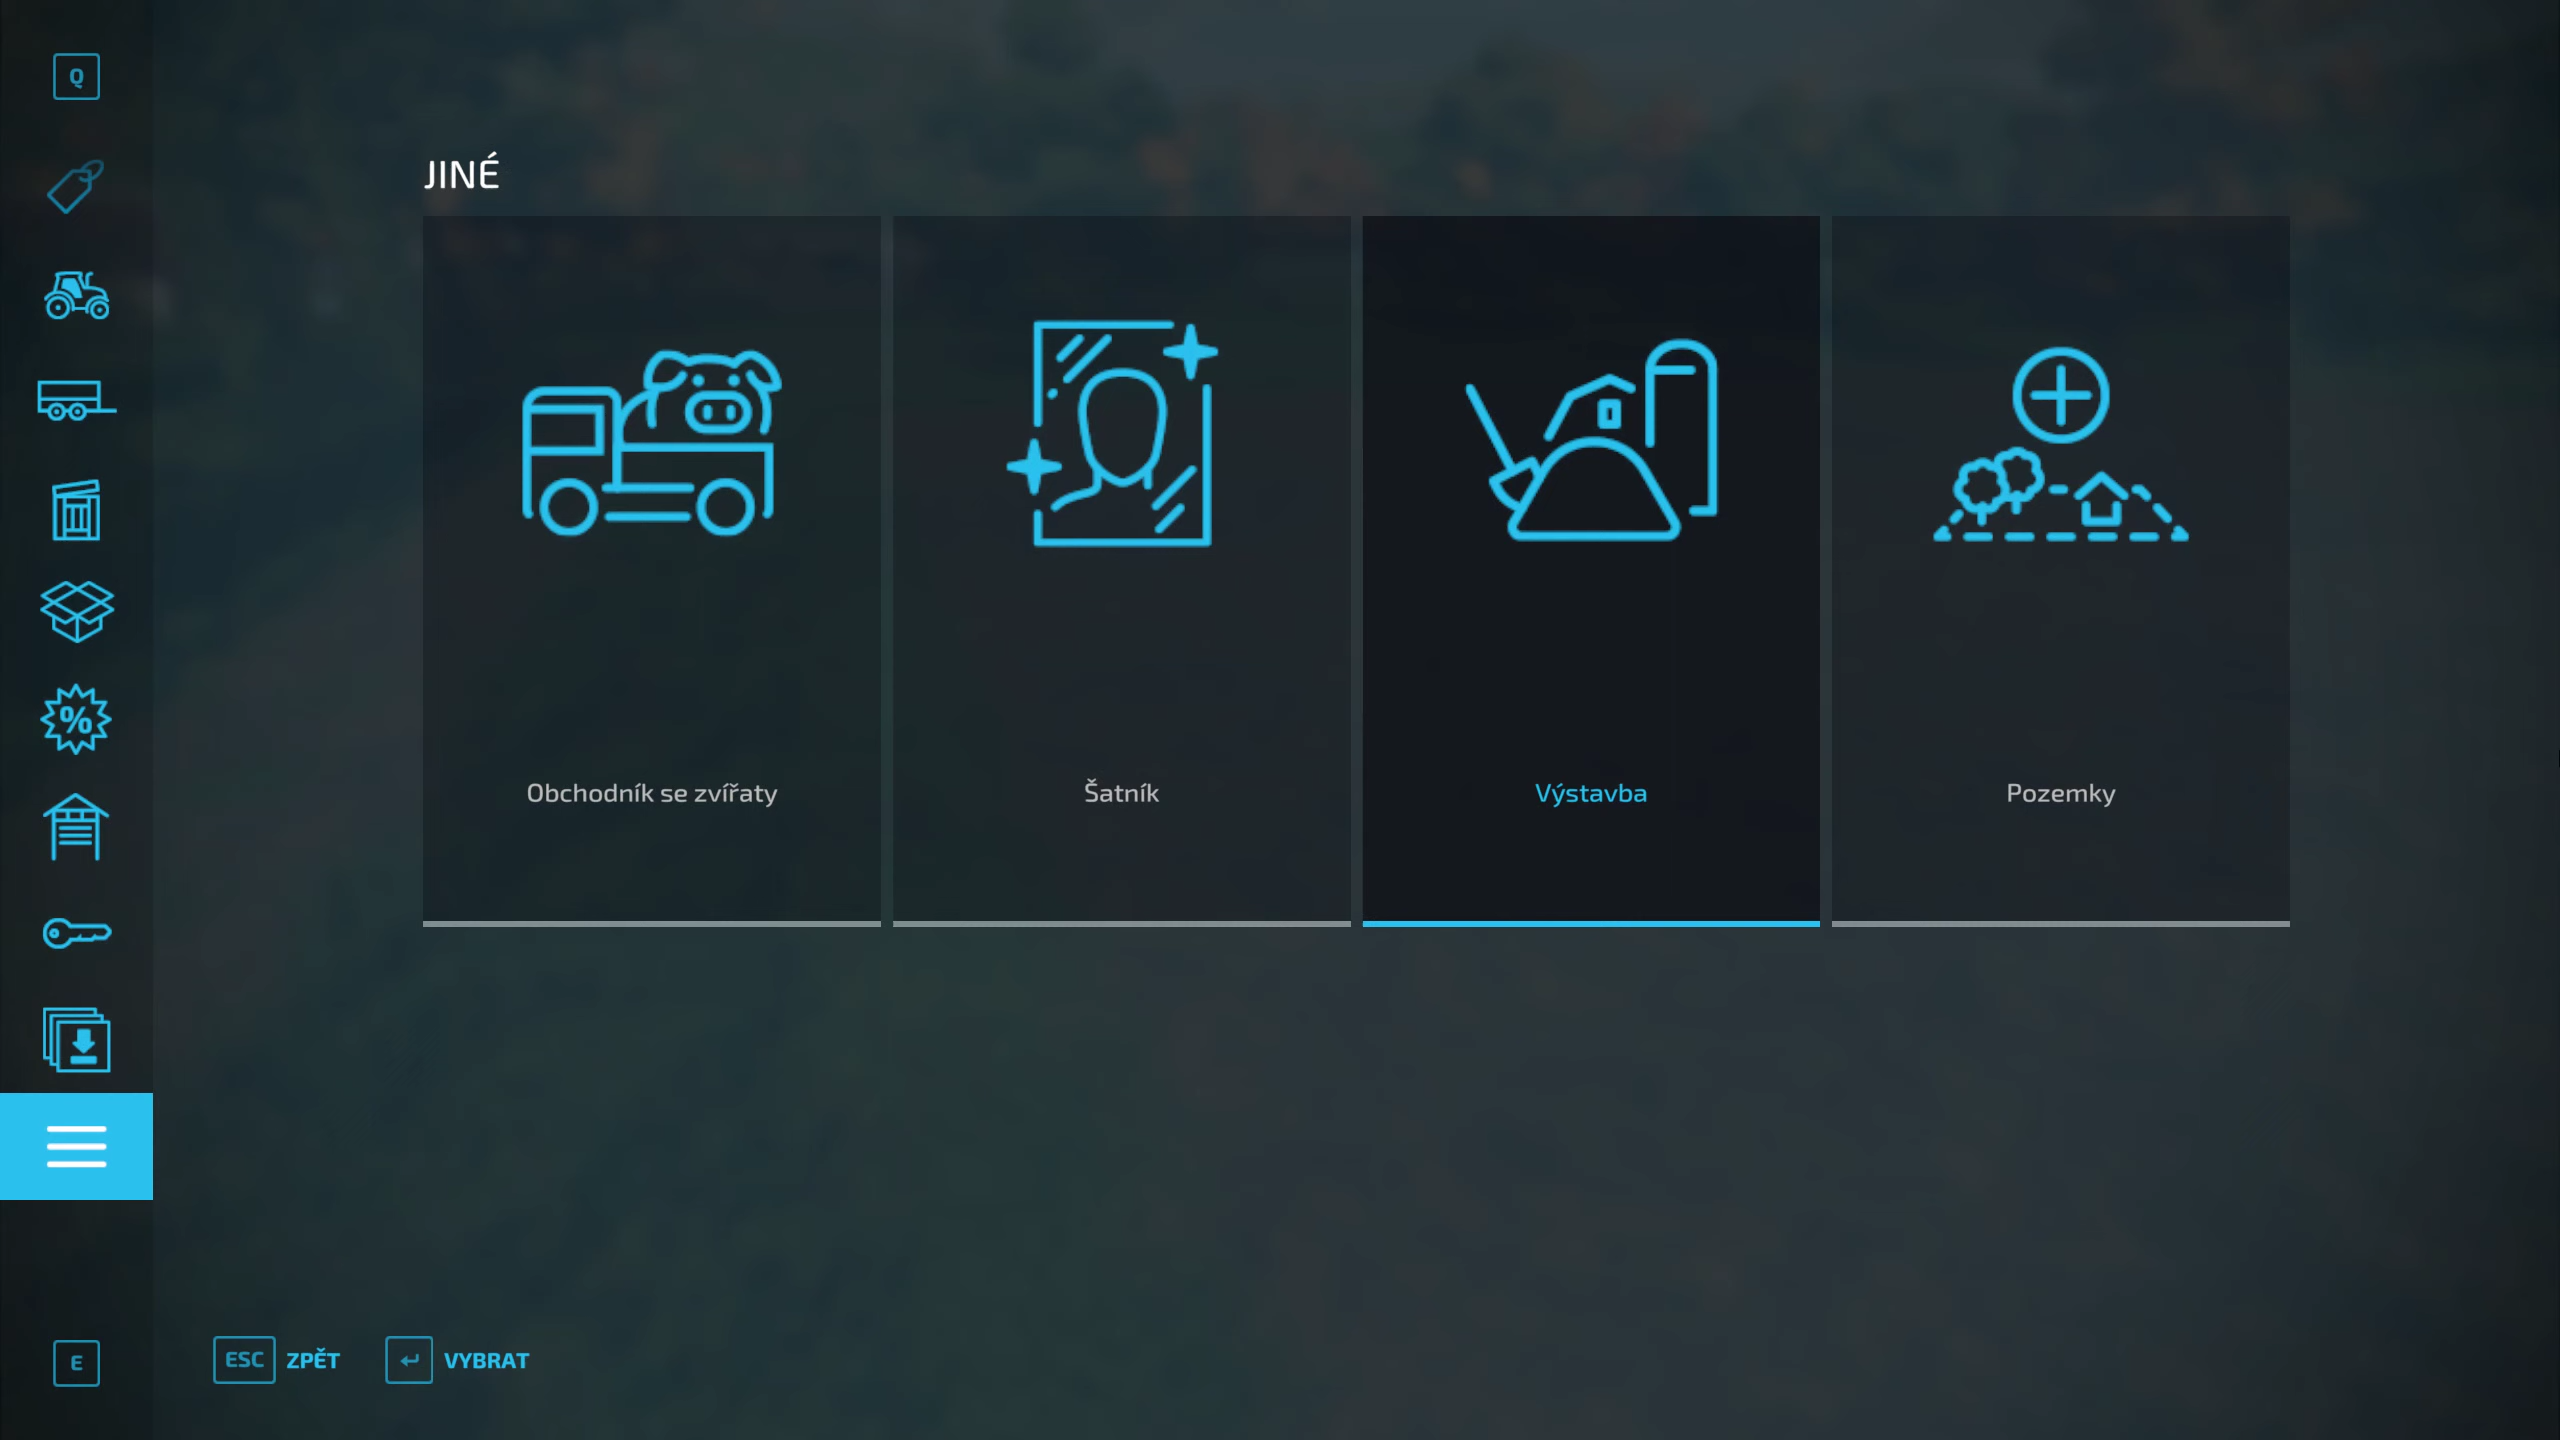 Q
JINÉ
Obchodník se zvířaty
Šatník
Výstavba
Pozemky
%
E
ESC ZPĚT
VYBRAT